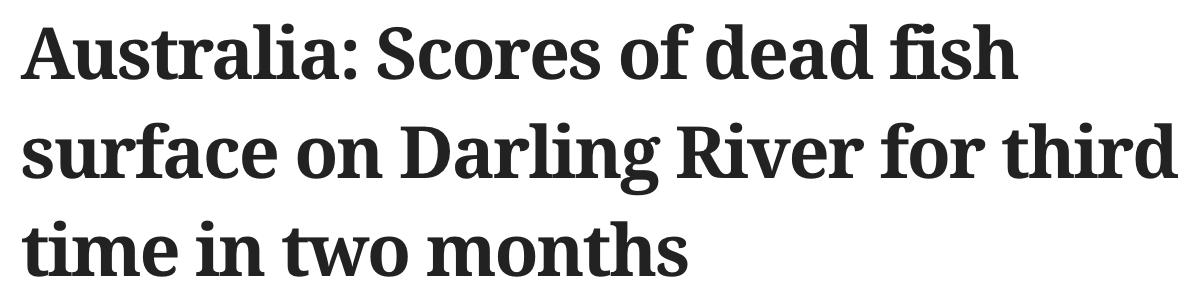 Australia: Scores of dead fish
surface on Darling River for third
time in two months